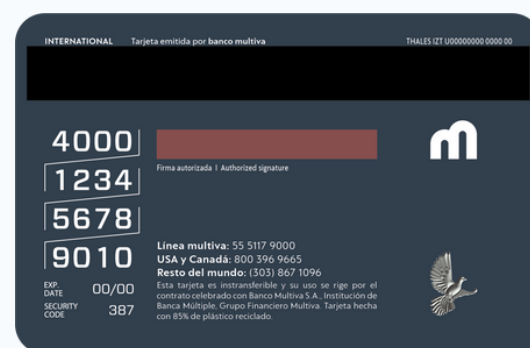 INTERNATIONAL Tarjeta emitida por banco multiva THALES IZT U00000000 0000 00
4000
1234
5678
9010
Firma autorizada I Authorized signature
Línea multiva: 55 5117 9000
USA y Canadá: 800 396 9665
Resto del mundo: (303) 867 1096
EXP. DATE 00/00
SECURITY CODE 387
Esta tarjeta es instransferible y su uso se rige por el
contrato celebrado con Banco Multiva S.A., Institución de
Banca Múltiple, Grupo Financiero Multiva. Tarjeta hecha
con 85% de plástico reciclado.
m